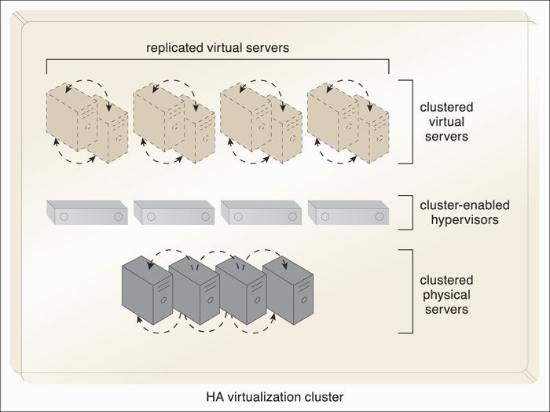 replicated virtual servers
clustered
virtual
servers
cluster-enabled
hypervisors
clustered
physical
servers
HA virtualization cluster